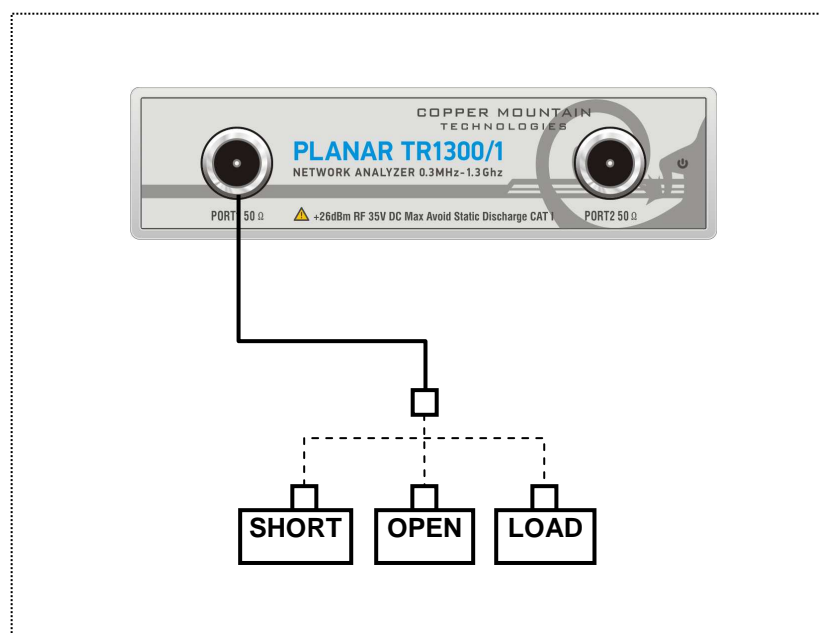 COPPER MOUNTAIN
TECHNOLOGIES
PLANAR TR1300/1
NETWORK ANALYZER 0.3MHz-1.3Ghz
PORT1 50 Ω
+26dBm RF 35V DC Max Avoid Static Discharge CAT I
PORT2 50 Ω
SHORT
OPEN
LOAD